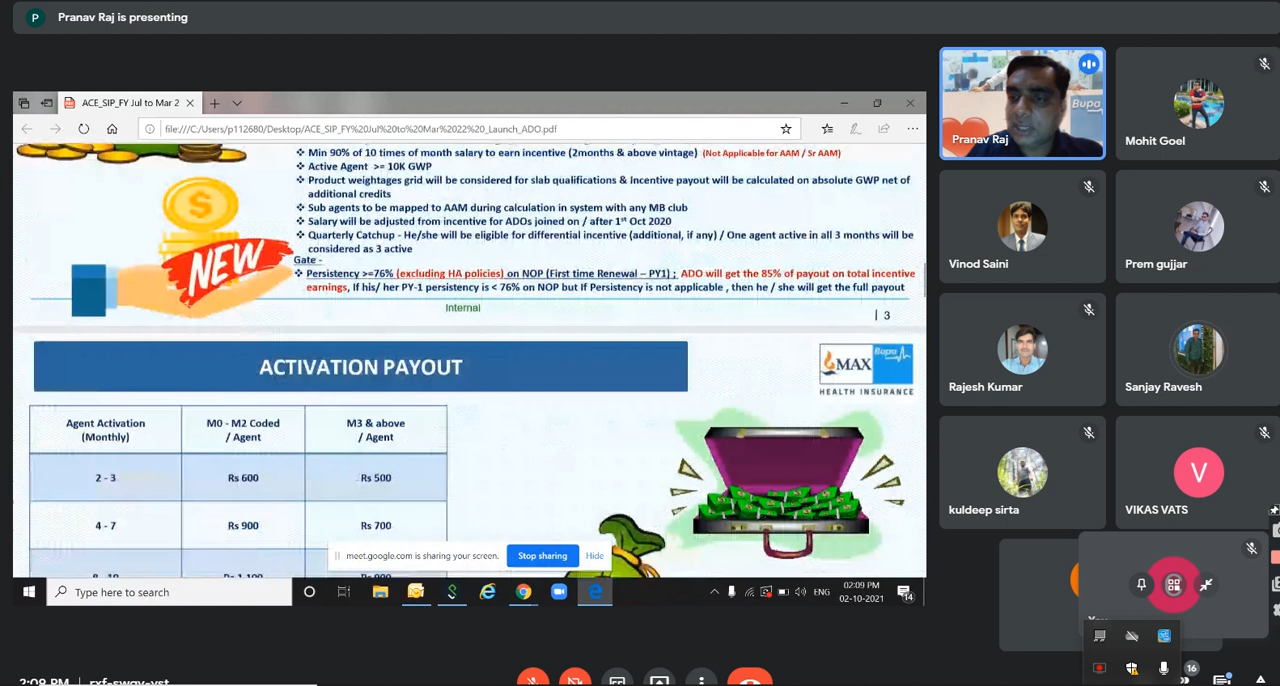 P Pranav Raj is presenting
ACE_SIP_FY Jul to Mar 2
file:///C:/Users/p112680/Desktop/ACE_SIP_FY%20Jul%20to%20Mar%2022%20_Launch_ADO.pdf
Min 90% of 10 times of month salary to earn incentive (2months & above vintage) (Not Applicable for AAM / Sr AAM)
Active Agent >= 10K GWP
Product weightages grid will be considered for slab qualifications & Incentive payout will be calculated on absolute GWP net of
additional credits
Sub agents to be mapped to AAM during calculation in system with any MB club
Salary will be adjusted from incentive for ADOs joined on / after 1st Oct 2020
Quarterly Catchup - He/she will be eligible for differential incentive (additional, if any) / One agent active in all 3 months will be
considered as 3 active
Gate -
Persistency >=76% (excluding HA policies) on NOP (First time Renewal – PY1) ; ADO will get the 85% of payout on total incentive
earnings, If his/ her PY-1 persistency is < 76% on NOP but If Persistency is not applicable , then he / she will get the full payout
NEW
$
Internal
| 3
ACTIVATION PAYOUT
MAX Bupa
HEALTH INSURANCE
Agent Activation
(Monthly)
M0 - M2 Coded
/ Agent
M3 & above
/ Agent
2 - 3 Rs 600 Rs 500
4 - 7 Rs 900 Rs 700
meet.google.com is sharing your screen. Stop sharing Hide
Type here to search
ENG
02:09 PM
02-10-2021
14
Bupa
Pranav Raj
Mohit Goel
Vinod Saini
Prem gujjar
Rajesh Kumar
Sanjay Ravesh
kuldeep sirta
V
VIKAS VATS
16
2:09 PM | rxf-swqv-vst